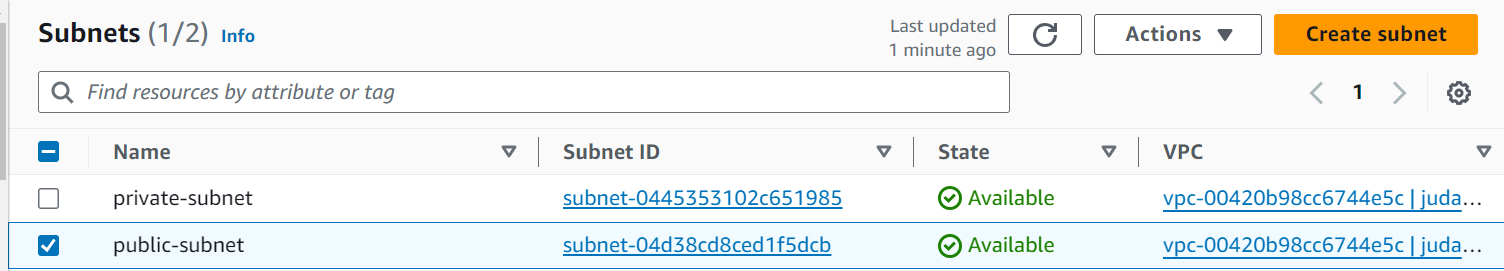 Subnets (1/2) Info
Last updated
1 minute ago
Actions
Create subnet
Find resources by attribute or tag
1
Name Subnet ID State VPC
private-subnet subnet-0445353102c651985 Available vpc-00420b98cc6744e5c | juda...
public-subnet subnet-04d38cd8ced1f5dcb Available vpc-00420b98cc6744e5c | juda...